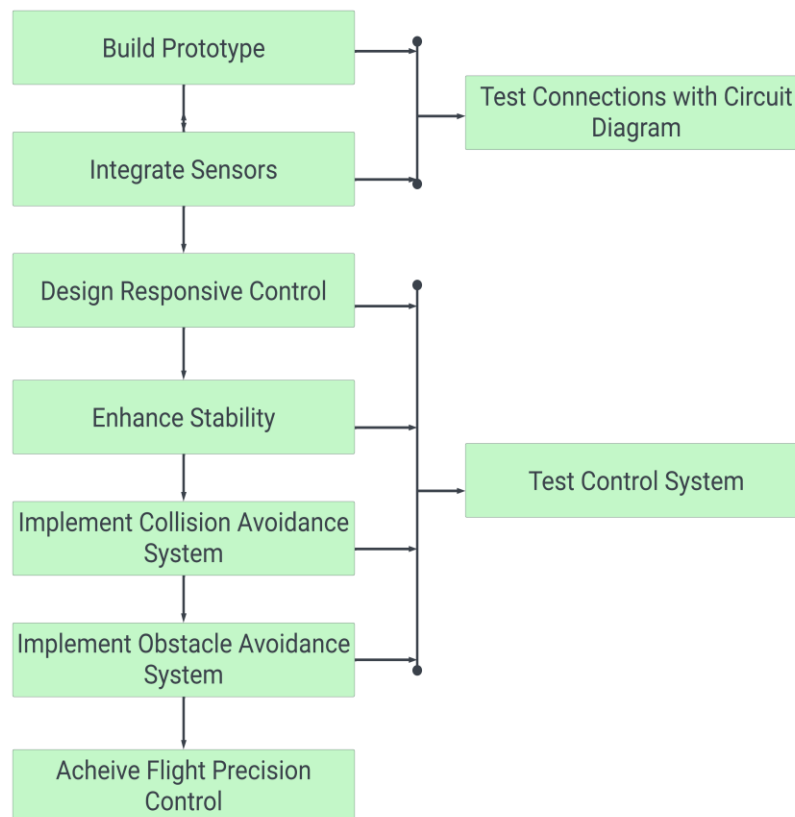 Build Prototype
Test Connections with Circuit
Diagram
Integrate Sensors
Design Responsive Control
Enhance Stability
Test Control System
Implement Collision Avoidance
System
Implement Obstacle Avoidance
System
Acheive Flight Precision
Control